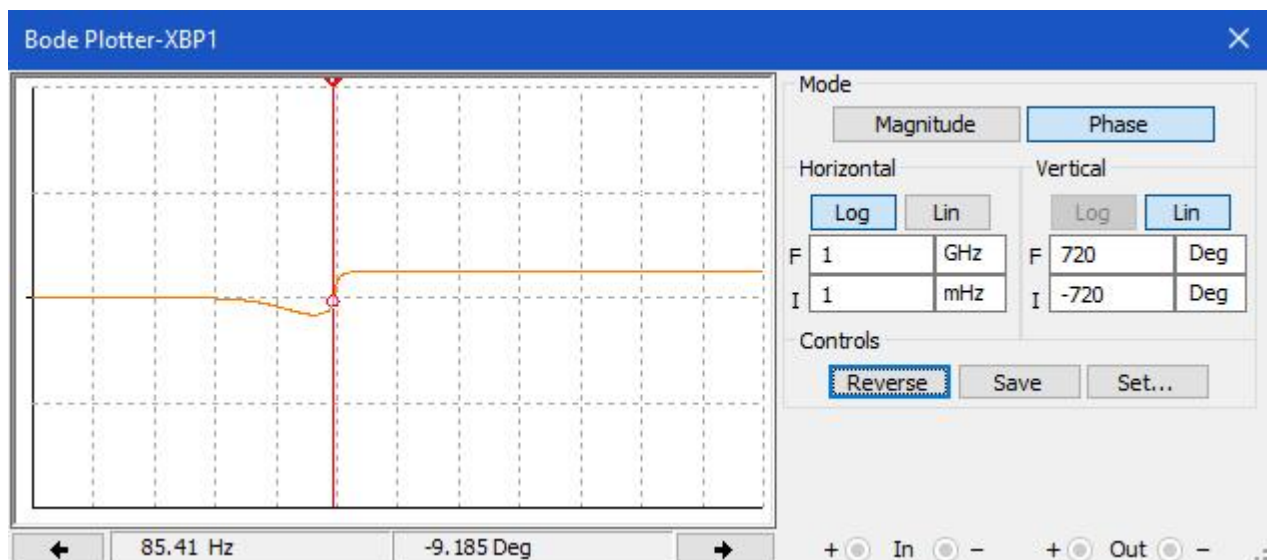 Bode Plotter-XBP1
Mode
Magnitude Phase
Horizontal Vertical
Log Lin Log Lin
F 1 GHz F 720 Deg
I 1 mHz I -720 Deg
Controls
Reverse Save Set...
85.41 Hz -9.185 Deg + In - + Out -